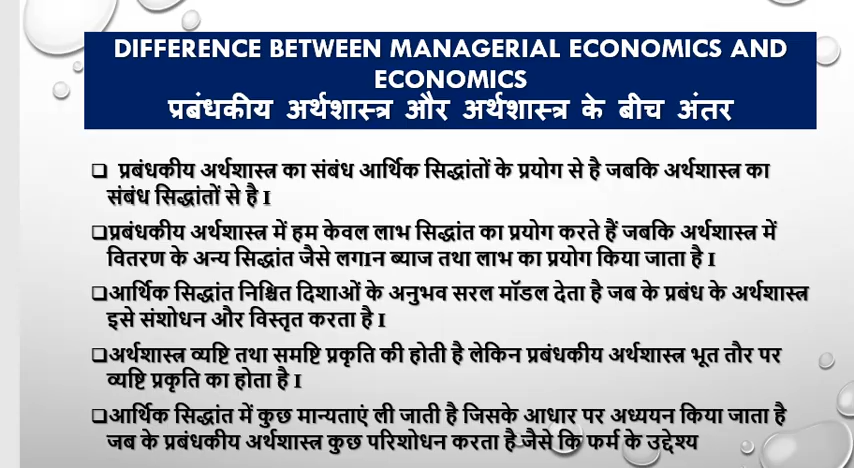 DIFFERENCE BETWEEN MANAGERIAL ECONOMICS AND
ECONOMICS
प्रबंधकीय अर्थशास्त्र और अर्थशास्त्र के बीच अंतर
❑ प्रबंधकीय अर्थशास्त्र का संबंध आर्थिक सिद्धांतों के प्रयोग से है जबकि अर्थशास्त्र का
संबंध सिद्धांतों से है I
❑प्रबंधकीय अर्थशास्त्र में हम केवल लाभ सिद्धांत का प्रयोग करते हैं जबकि अर्थशास्त्र में
वितरण के अन्य सिद्धांत जैसे लगIन ब्याज तथा लाभ का प्रयोग किया जाता है I
❑आर्थिक सिद्धांत निश्चित दिशाओं के अनुभव सरल मॉडल देता है जब के प्रबंध के अर्थशास्त्र
इसे संशोधन और विस्तृत करता है I
❑अर्थशास्त्र व्यष्टि तथा समष्टि प्रकृति की होती है लेकिन प्रबंधकीय अर्थशास्त्र भूत तौर पर
व्यष्टि प्रकृति का होता है I
❑आर्थिक सिद्धांत में कुछ मान्यताएं ली जाती है जिसके आधार पर अध्ययन किया जाता है
जब के प्रबंधकीय अर्थशास्त्र कुछ परिशोधन करता है जैसे कि फर्म के उद्देश्य